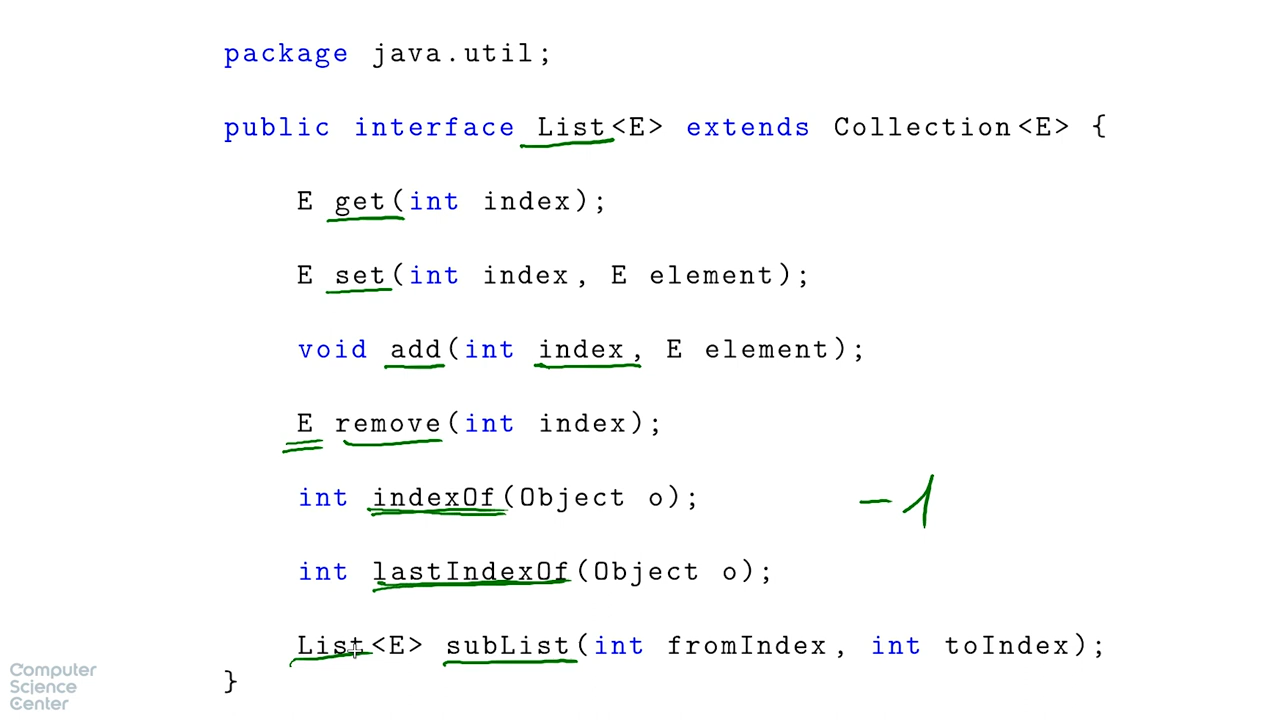 package java.util;
public interface List<E> extends Collection<E> {
E get(int index);
E set(int index, E element);
void add(int index, E element);
E remove(int index);
int indexOf(Object o);
-1
int lastIndexOf(Object o);
List<E> subList(int fromIndex, int toIndex);
}
Computer
Science
Center